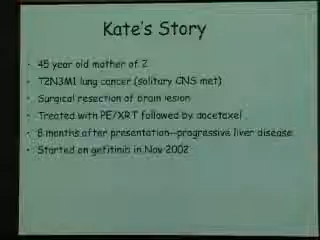 Kate's Story
• 45 year old mother of 2
• T2N3M1 lung cancer (solitary CNS met)
• Surgical resection of brain lesion
• Treated with PE/XRT followed by docetaxel
• 8 months after presentation--progressive liver disease
• Started on gefitinib in Nov 2002